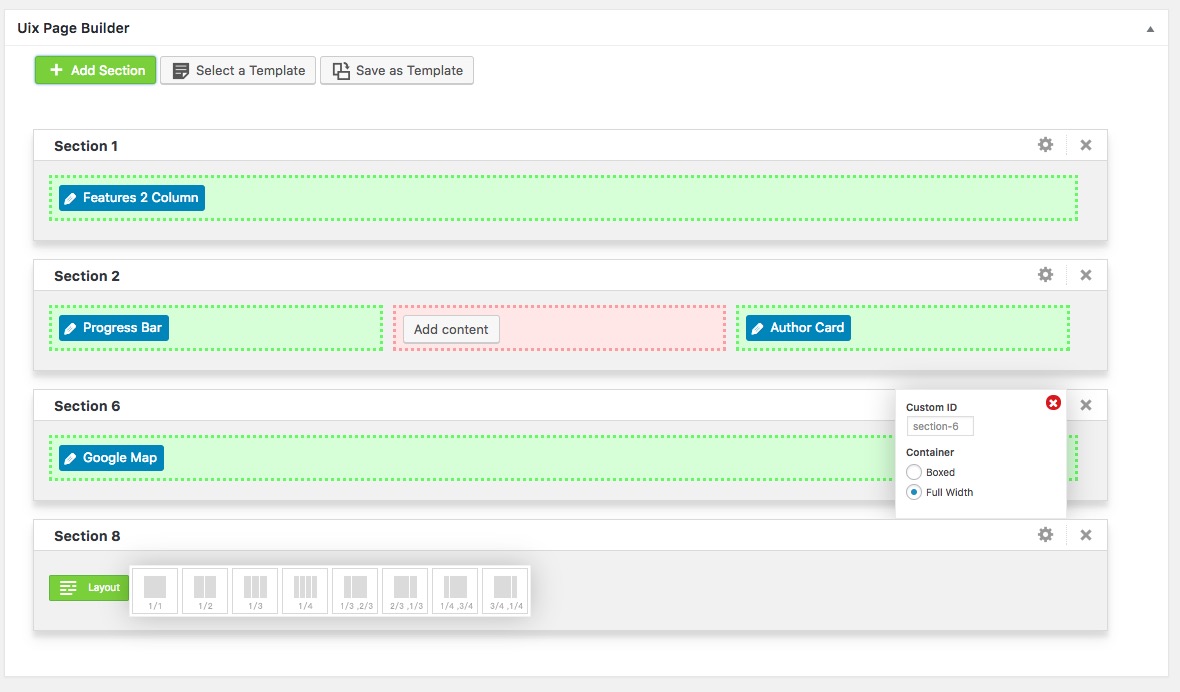 Uix Page Builder
Add Section Select a Template Save as Template
Section 1
Features 2 Column
Section 2
Progress Bar Add content Author Card
Section 6
Google Map
Custom ID
section-6
Container
Boxed
Full Width
Section 8
Layout
1/1 1/2 1/3 1/4 1/3 ,2/3 2/3 ,1/3 1/4 ,3/4 3/4 ,1/4